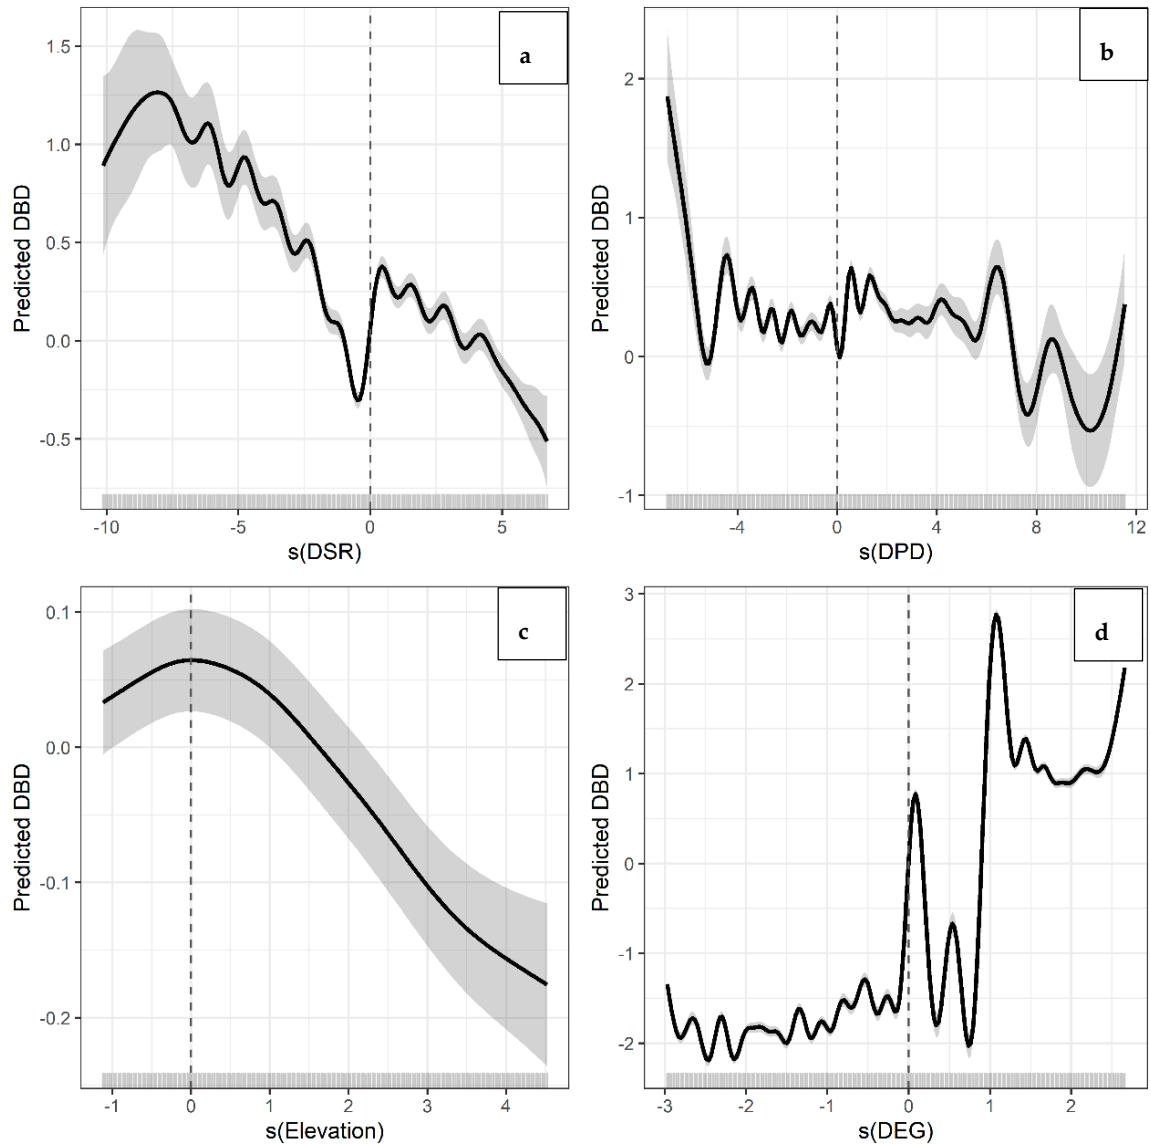 a
1.5
1.0
0.5
0.0
-0.5
Predicted DBD
-10 -5 0 5
s(DSR)
b
2
1
0
-1
Predicted DBD
-4 0 4 8 12
s(DPD)
c
0.1
0.0
-0.1
-0.2
Predicted DBD
-1 0 1 2 3 4
s(Elevation)
d
3
2
1
0
-1
-2
Predicted DBD
-3 -2 -1 0 1 2
s(DEG)